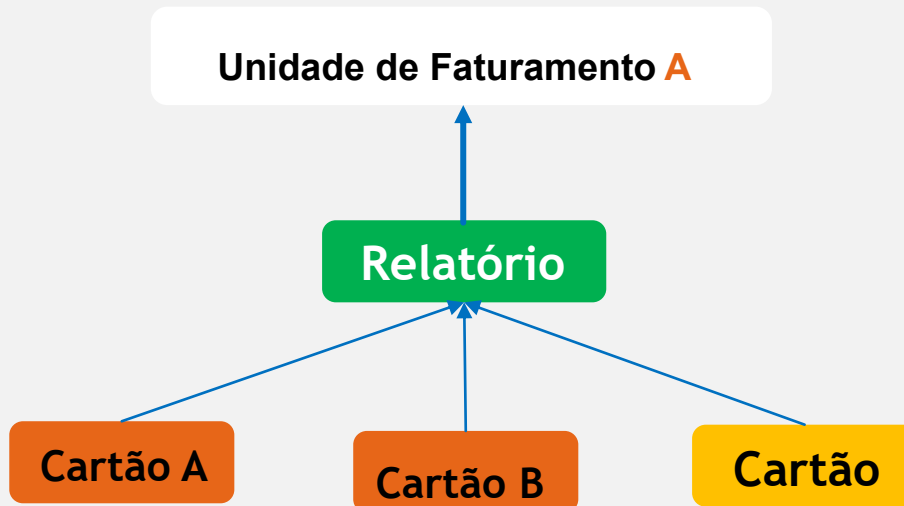 Unidade de Faturamento A
Relatório
Cartão A
Cartão B
Cartão